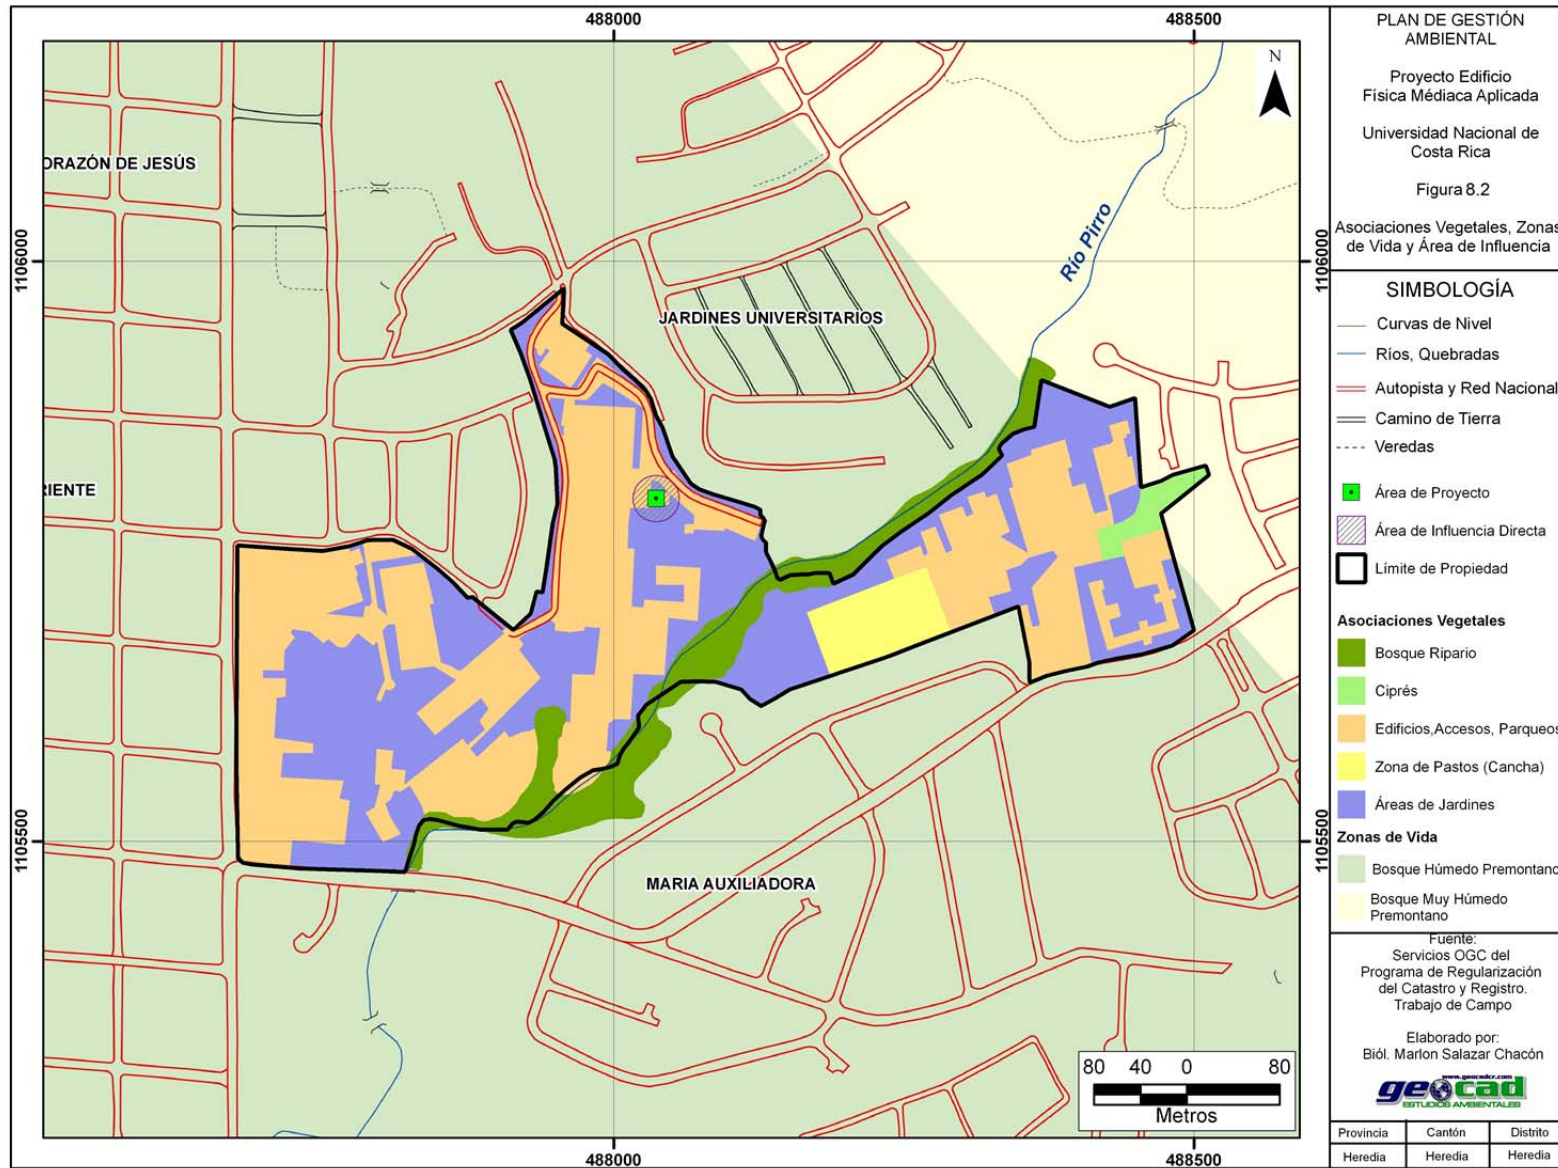 488000
488500
N
ORAZÓN DE JESÚS
Río Pirro
1106000
1106000
JARDINES UNIVERSITARIOS
RIENTE
1105500
1105500
MARIA AUXILIADORA
80 40 0 80
Metros
488000
488500
PLAN DE GESTIÓN
AMBIENTAL
Proyecto Edificio
Física Médiaca Aplicada
Universidad Nacional de
Costa Rica
Figura 8.2
Asociaciones Vegetales, Zonas
de Vida y Área de Influencia
SIMBOLOGÍA
Curvas de Nivel
Ríos, Quebradas
Autopista y Red Nacional
Camino de Tierra
Veredas
Área de Proyecto
Área de Influencia Directa
Límite de Propiedad
Asociaciones Vegetales
Bosque Ripario
Ciprés
Edificios,Accesos, Parqueos
Zona de Pastos (Cancha)
Áreas de Jardines
Zonas de Vida
Bosque Húmedo Premontano
Bosque Muy Húmedo
Premontano
Fuente:
Servicios OGC del
Programa de Regularización
del Catastro y Registro.
Trabajo de Campo
Elaborado por:
Biól. Marlon Salazar Chacón
www.geocadcr.com
geocad
ESTUDIOS AMBIENTALES
Provincia Cantón Distrito
Heredia Heredia Heredia